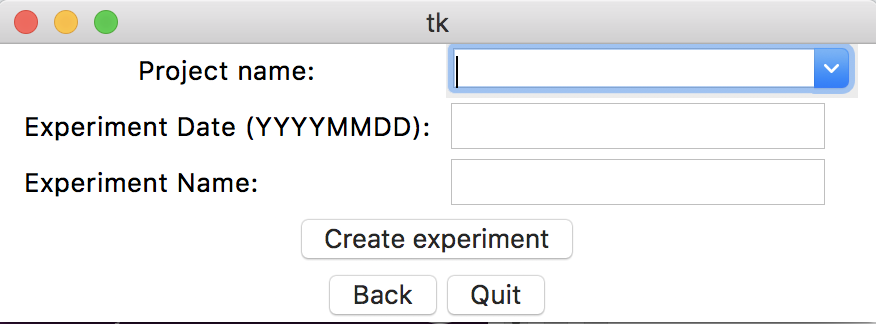 tk
Project name:
Experiment Date (YYYYMMDD):
Experiment Name:
Create experiment
Back Quit